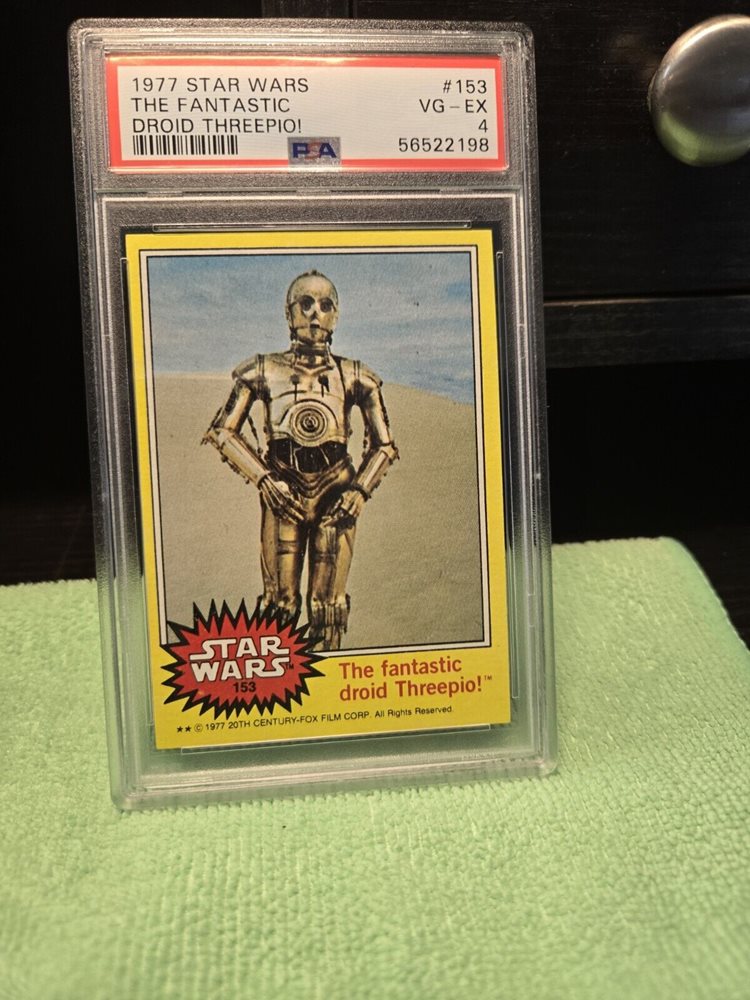 1977 STAR WARS #153
THE FANTASTIC VG-EX
DROID THREEPIO! 4
PSA 56522198
STAR
WARS™
153
The fantastic
droid Threepio!™
★★ © 1977 20TH CENTURY-FOX FILM CORP. All Rights Reserved.